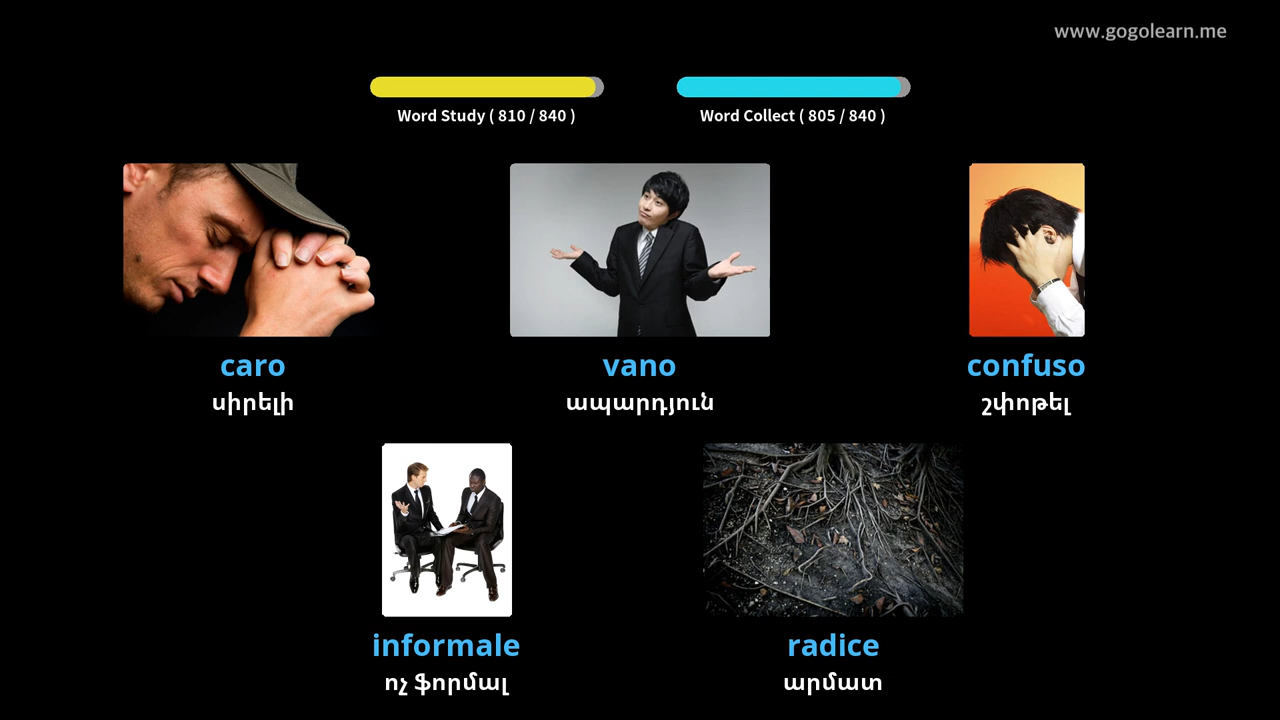 www.gogolearn.me
Word Study ( 810 / 840 )
Word Collect ( 805 / 840 )
caro
vano
confuso
սիրելի
ապարդյուն
շփոթել
informale
radice
ոչ ֆորմալ
արմատ